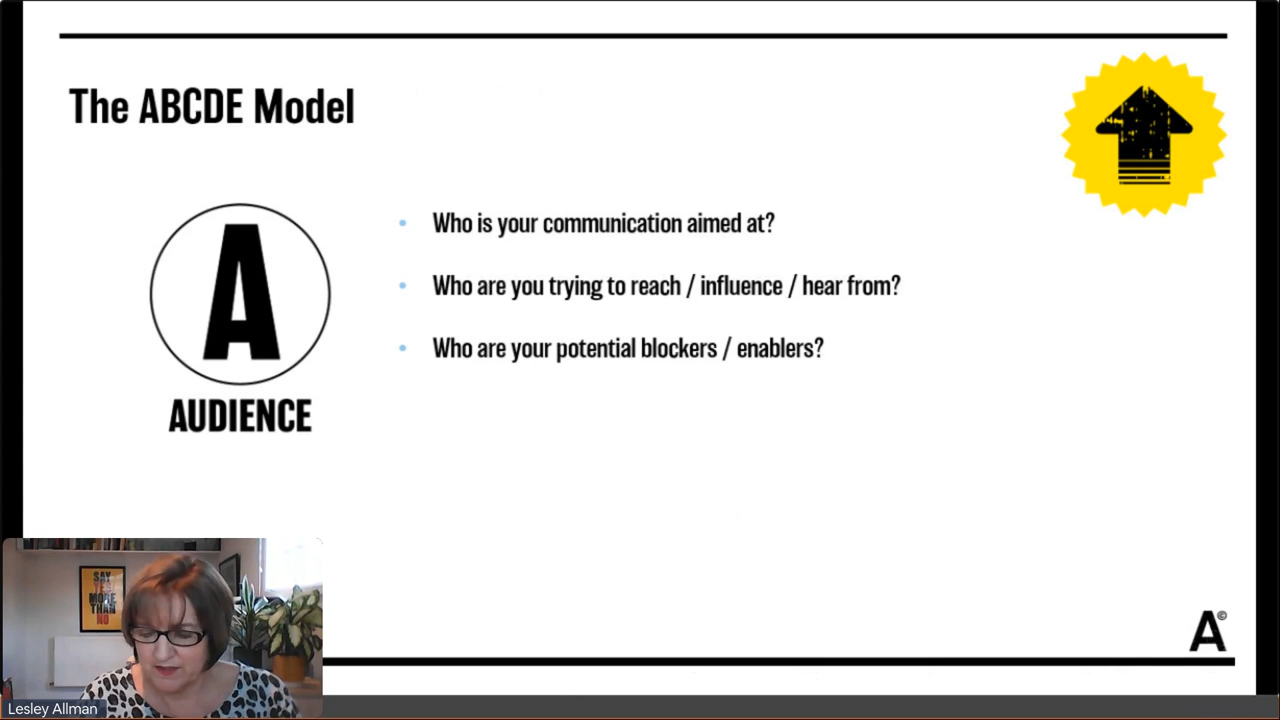 The ABCDE Model
A
AUDIENCE
• Who is your communication aimed at?
• Who are you trying to reach / influence / hear from?
• Who are your potential blockers / enablers?
SAY
YES
MORE
THAN
NO
A©
Lesley Allman